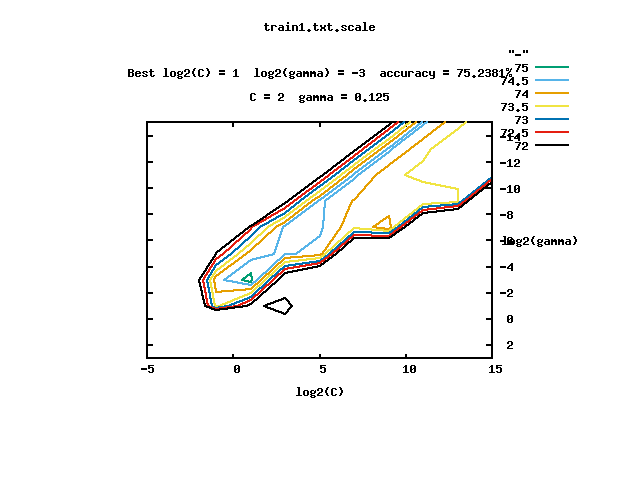 train1.txt.scale
"-"
Best log2(C) = 1  log2(gamma) = -3  accuracy = 75.2381%
75
74.5
C = 2  gamma = 0.125
74
73.5
73
72.5
72
-14
-12
-10
-8
-6
log2(gamma)
-4
-2
0
2
-5 0 5 10 15
log2(C)